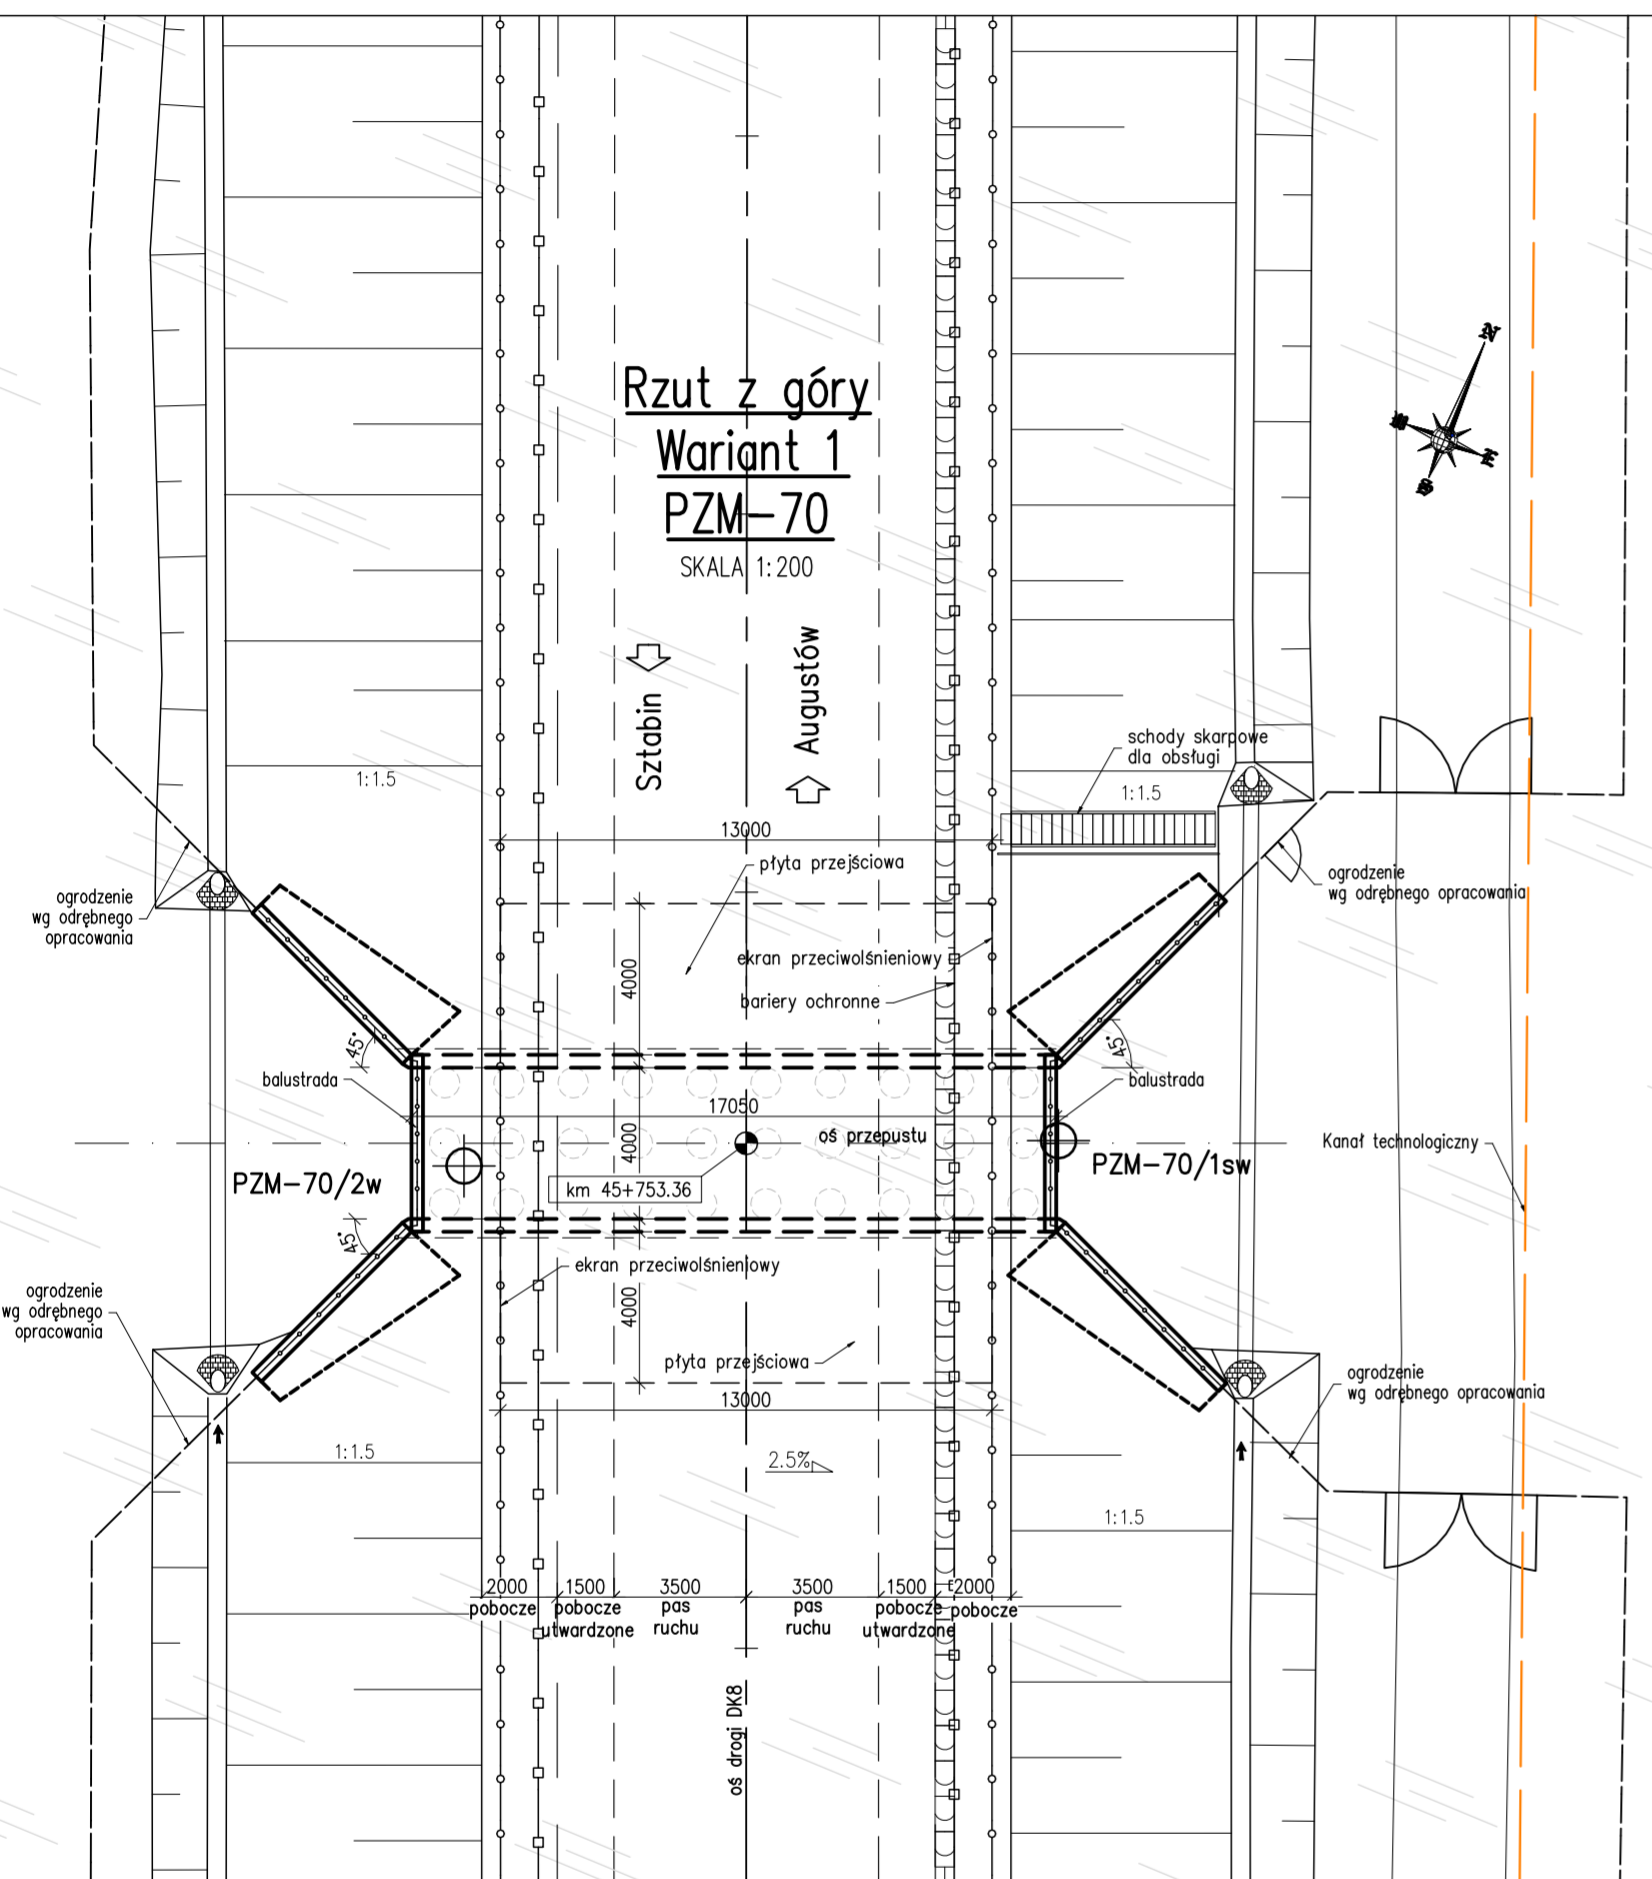 Rzut z góry
Wariant 1
PZM-70
SKALA 1:200
N
E
S
Sztabin
Augustów
schody skarpowe
dla obsługi
1:1.5
1:1.5
13000
płyta przejściowa
ogrodzenie
wg odrębnego
opracowania
ogrodzenie
wg odrębnego opracowania
4000
ekran przeciwolśnieniowy
bariery ochronne
45°
45°
balustrada
balustrada
17050
4000
oś przepustu
Kanał technologiczny
PZM-70/2w
PZM-70/1sw
km 45+753.36
45°
ekran przeciwolśnieniowy
ogrodzenie
wg odrębnego
opracowania
4000
płyta przejściowa
ogrodzenie
wg odrębnego opracowania
13000
1:1.5
2.5%
1:1.5
2000 1500 3500 3500 1500 2000
pobocze pobocze pas pas pobocze pobocze
utwardzone ruchu ruchu utwardzone
oś drogi DK8